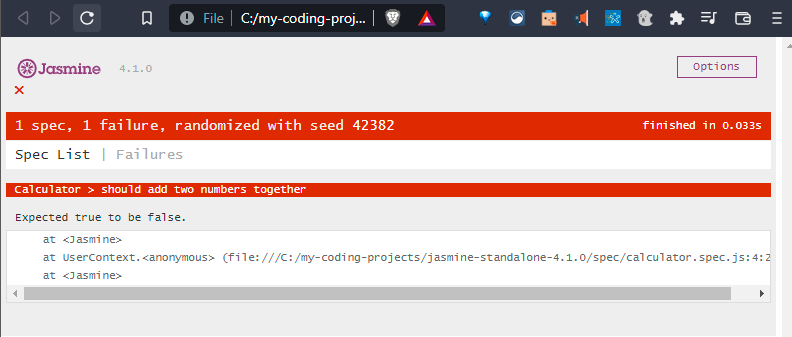 File C:/my-coding-proj...
Jasmine 4.1.0 Options
×
1 spec, 1 failure, randomized with seed 42382 finished in 0.033s
Spec List | Failures
Calculator > should add two numbers together
Expected true to be false.
at <Jasmine>
at UserContext.<anonymous> (file:///C:/my-coding-projects/jasmine-standalone-4.1.0/spec/calculator.spec.js:4:2
at <Jasmine>